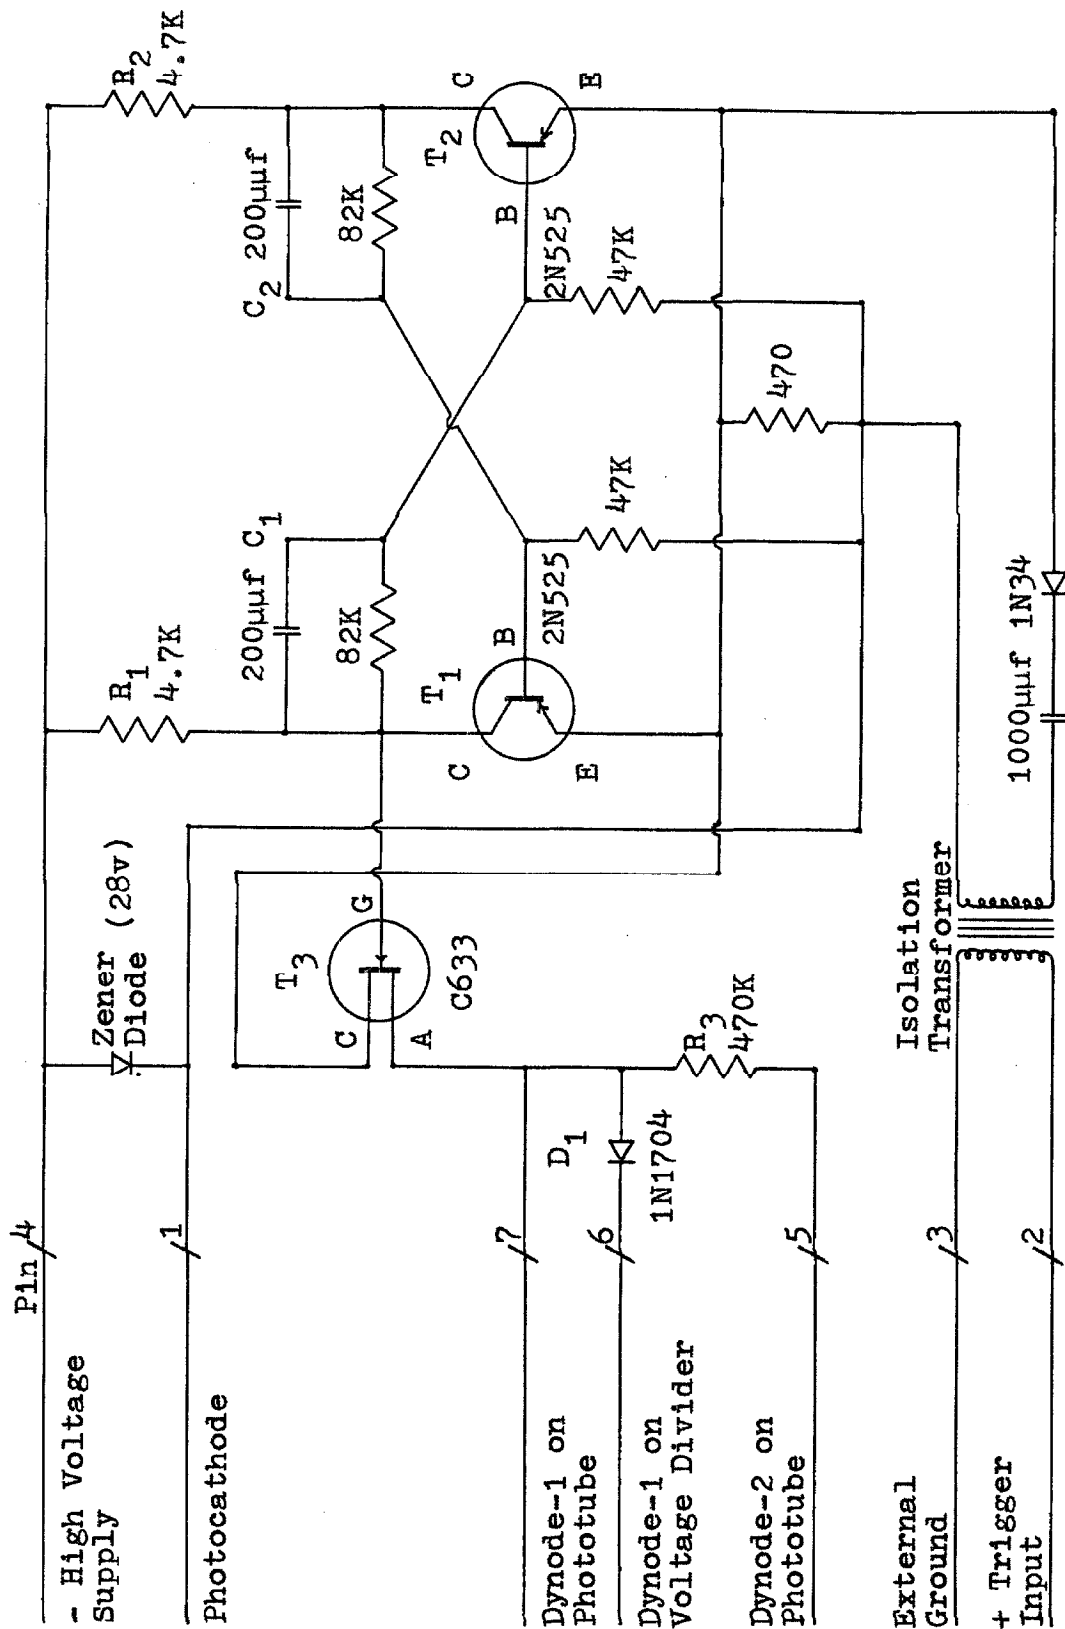 Pin 4
- High Voltage
Supply
Zener
Diode (28v)
R1
4.7K
R2
4.7K
1
Photocathode
200μμf C1
82K
C2 200μμf
82K
T3
G
C
A
C633
T1
C
B
E
2N525
T2
C
B
E
2N525
47K
47K
470
7
Dynode-1 on
Phototube
6
Dynode-1 on
Voltage Divider
D1
1N1704
R3
470K
5
Dynode-2 on
Phototube
3
External
Ground
2
+ Trigger
Input
Isolation
Transformer
1000μμf 1N34